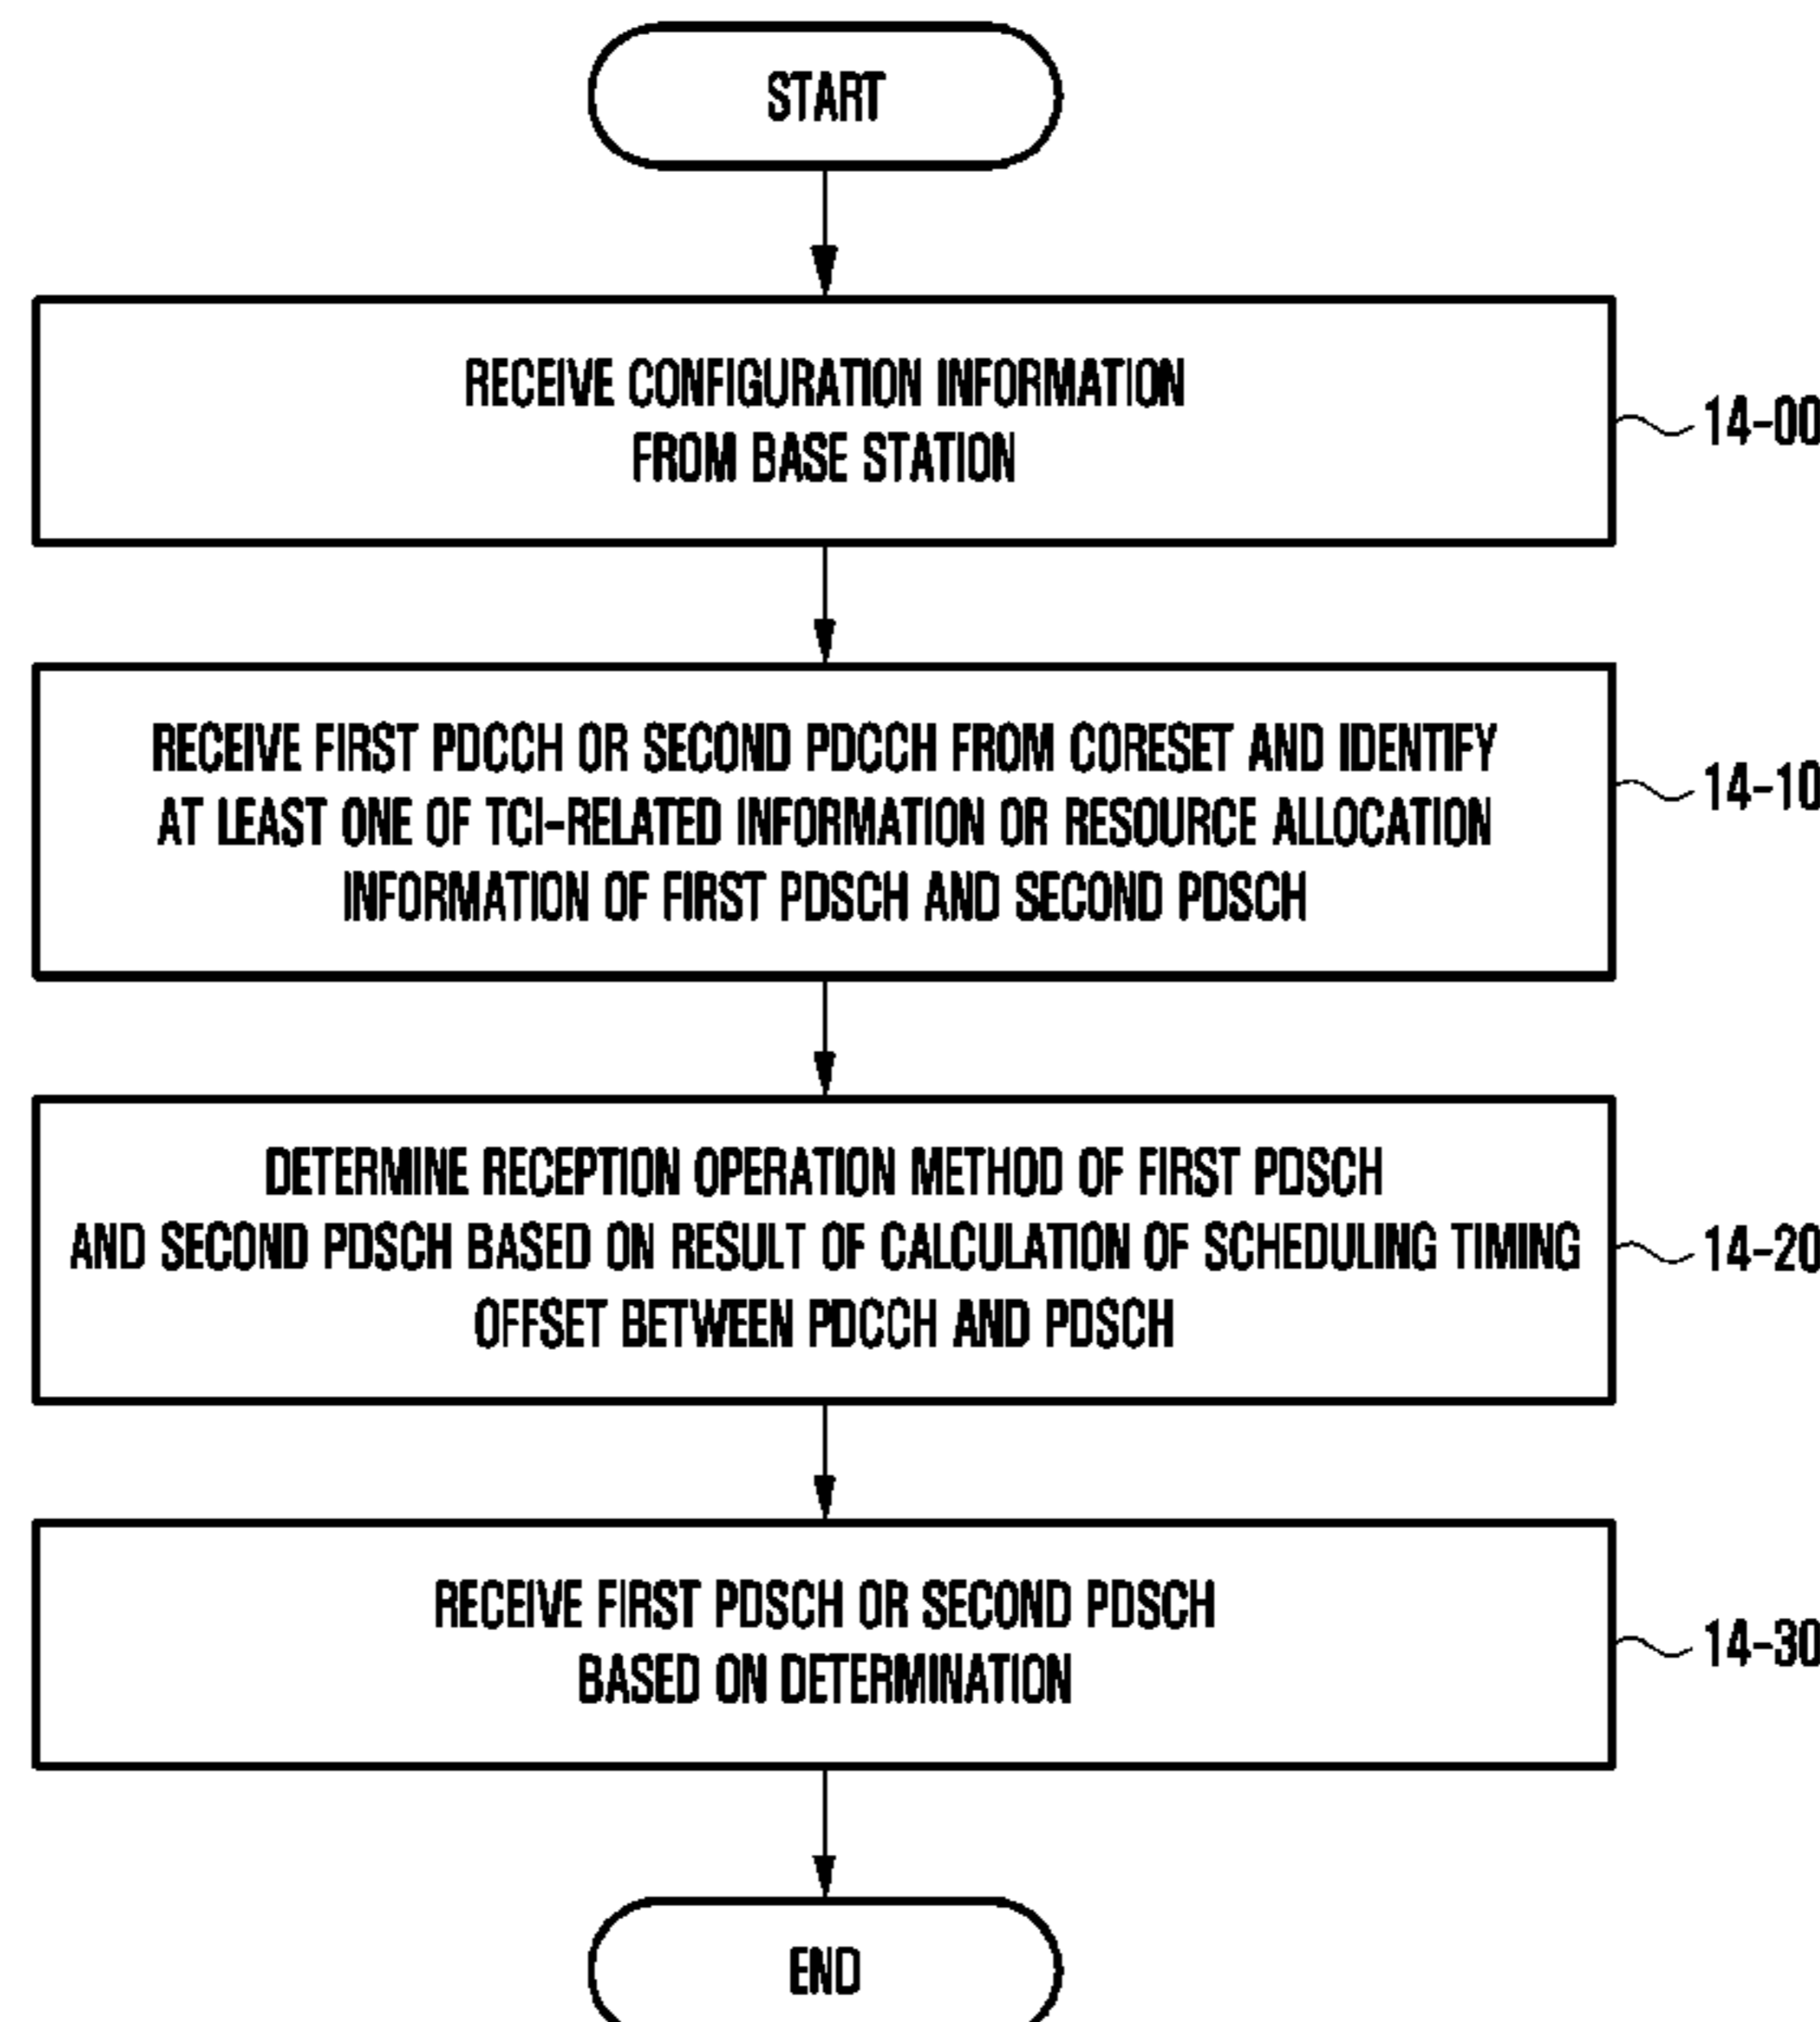 START
RECEIVE CONFIGURATION INFORMATION
FROM BASE STATION
14-00
RECEIVE FIRST PDCCH OR SECOND PDCCH FROM CORESET AND IDENTIFY
AT LEAST ONE OF TCI-RELATED INFORMATION OR RESOURCE ALLOCATION
INFORMATION OF FIRST PDSCH AND SECOND PDSCH
14-10
DETERMINE RECEPTION OPERATION METHOD OF FIRST PDSCH
AND SECOND PDSCH BASED ON RESULT OF CALCULATION OF SCHEDULING TIMING
OFFSET BETWEEN PDCCH AND PDSCH
14-20
RECEIVE FIRST PDSCH OR SECOND PDSCH
BASED ON DETERMINATION
14-30
END